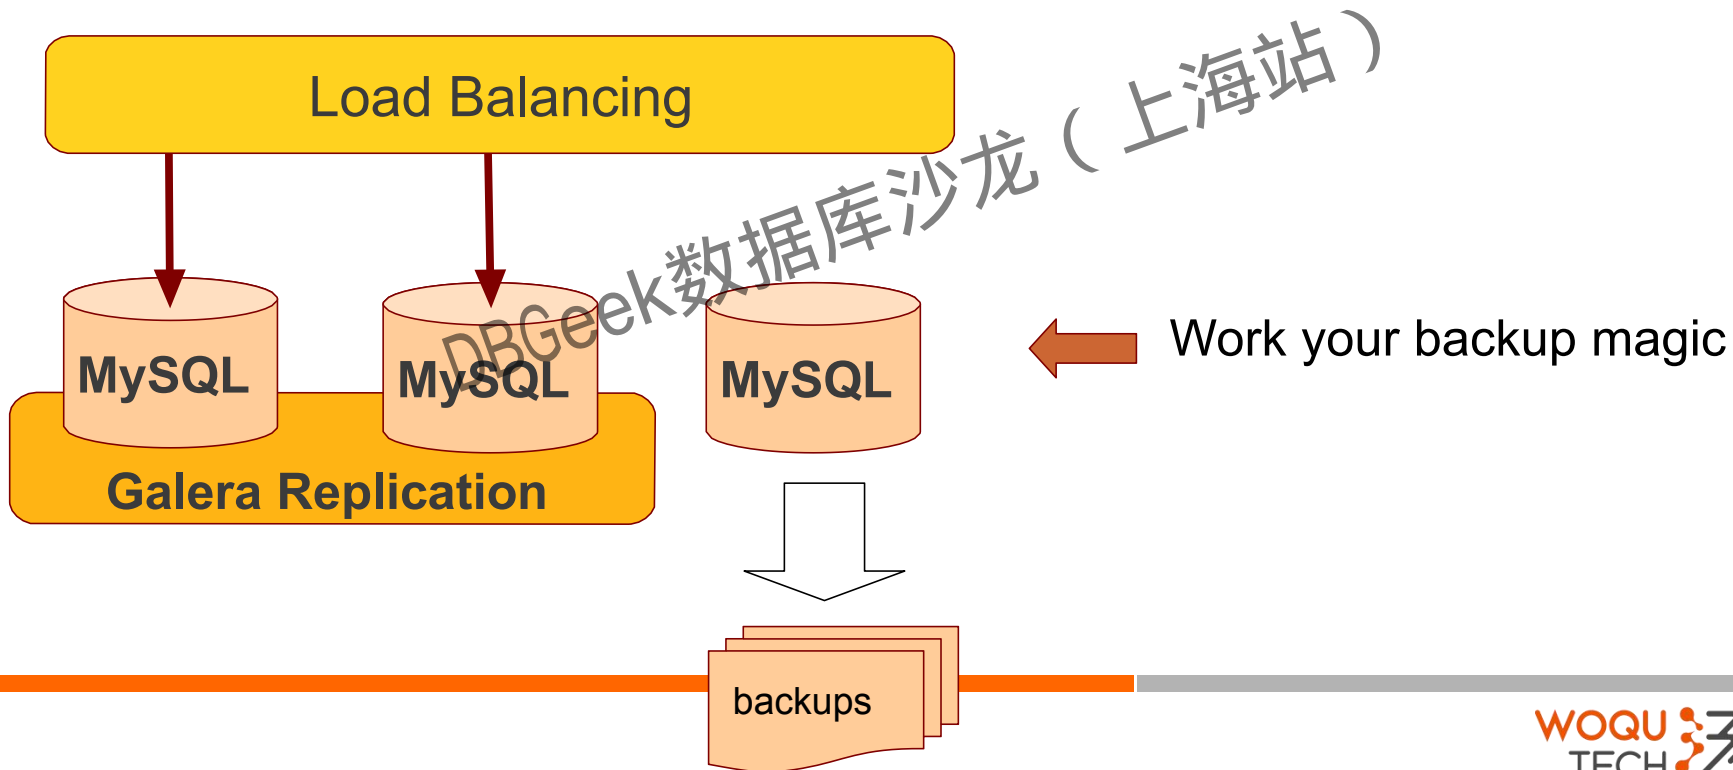 Load Balancing
DBGeek数据库沙龙（上海站）
MySQL
MySQL
MySQL
Work your backup magic
Galera Replication
backups
WOQU
TECH